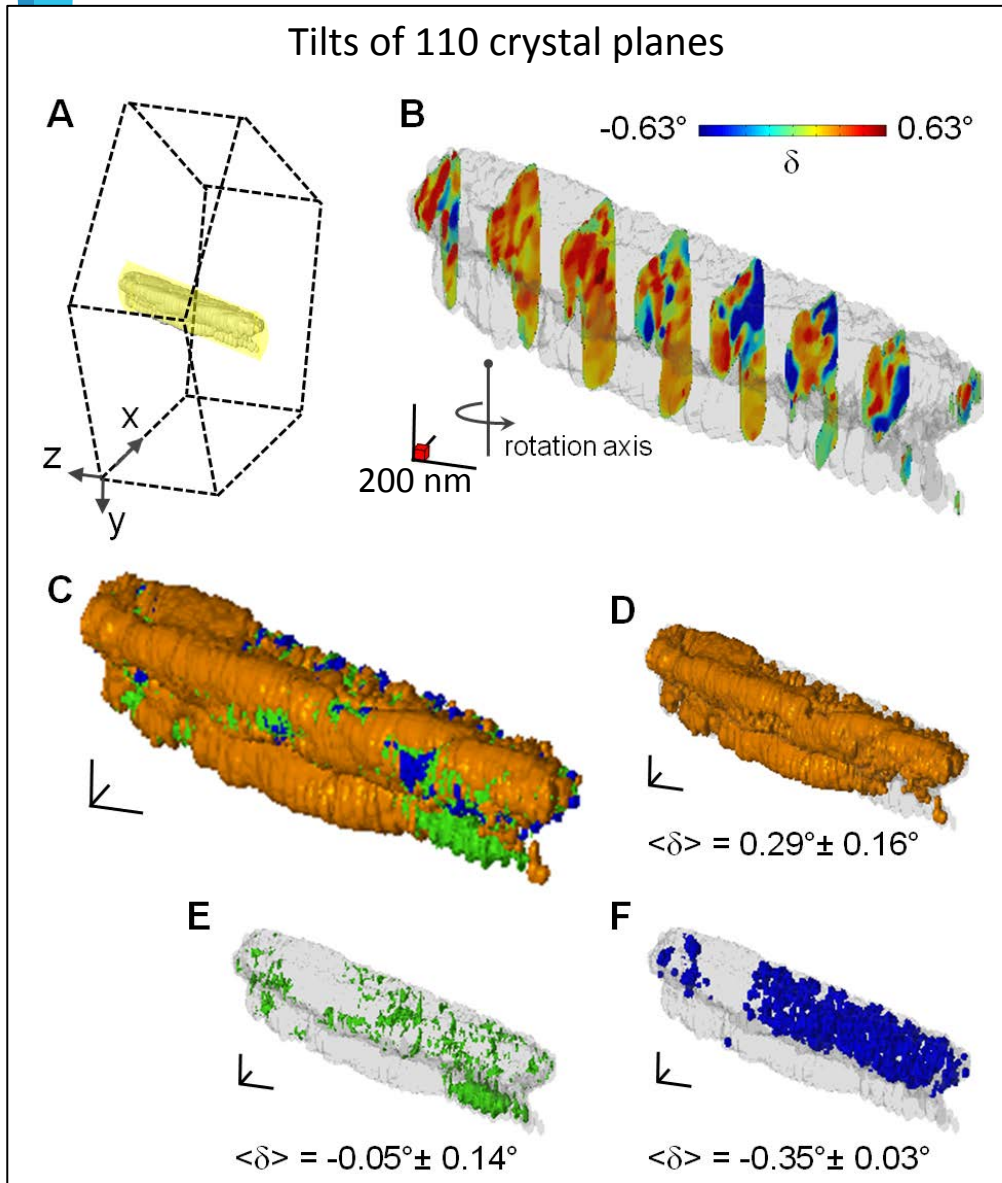 Tilts of 110 crystal planes
A
B
-0.63° 0.63°
δ
x
z
y
rotation axis
200 nm
C
D
<δ> = 0.29°± 0.16°
E
F
<δ> = -0.05°± 0.14°
<δ> = -0.35°± 0.03°